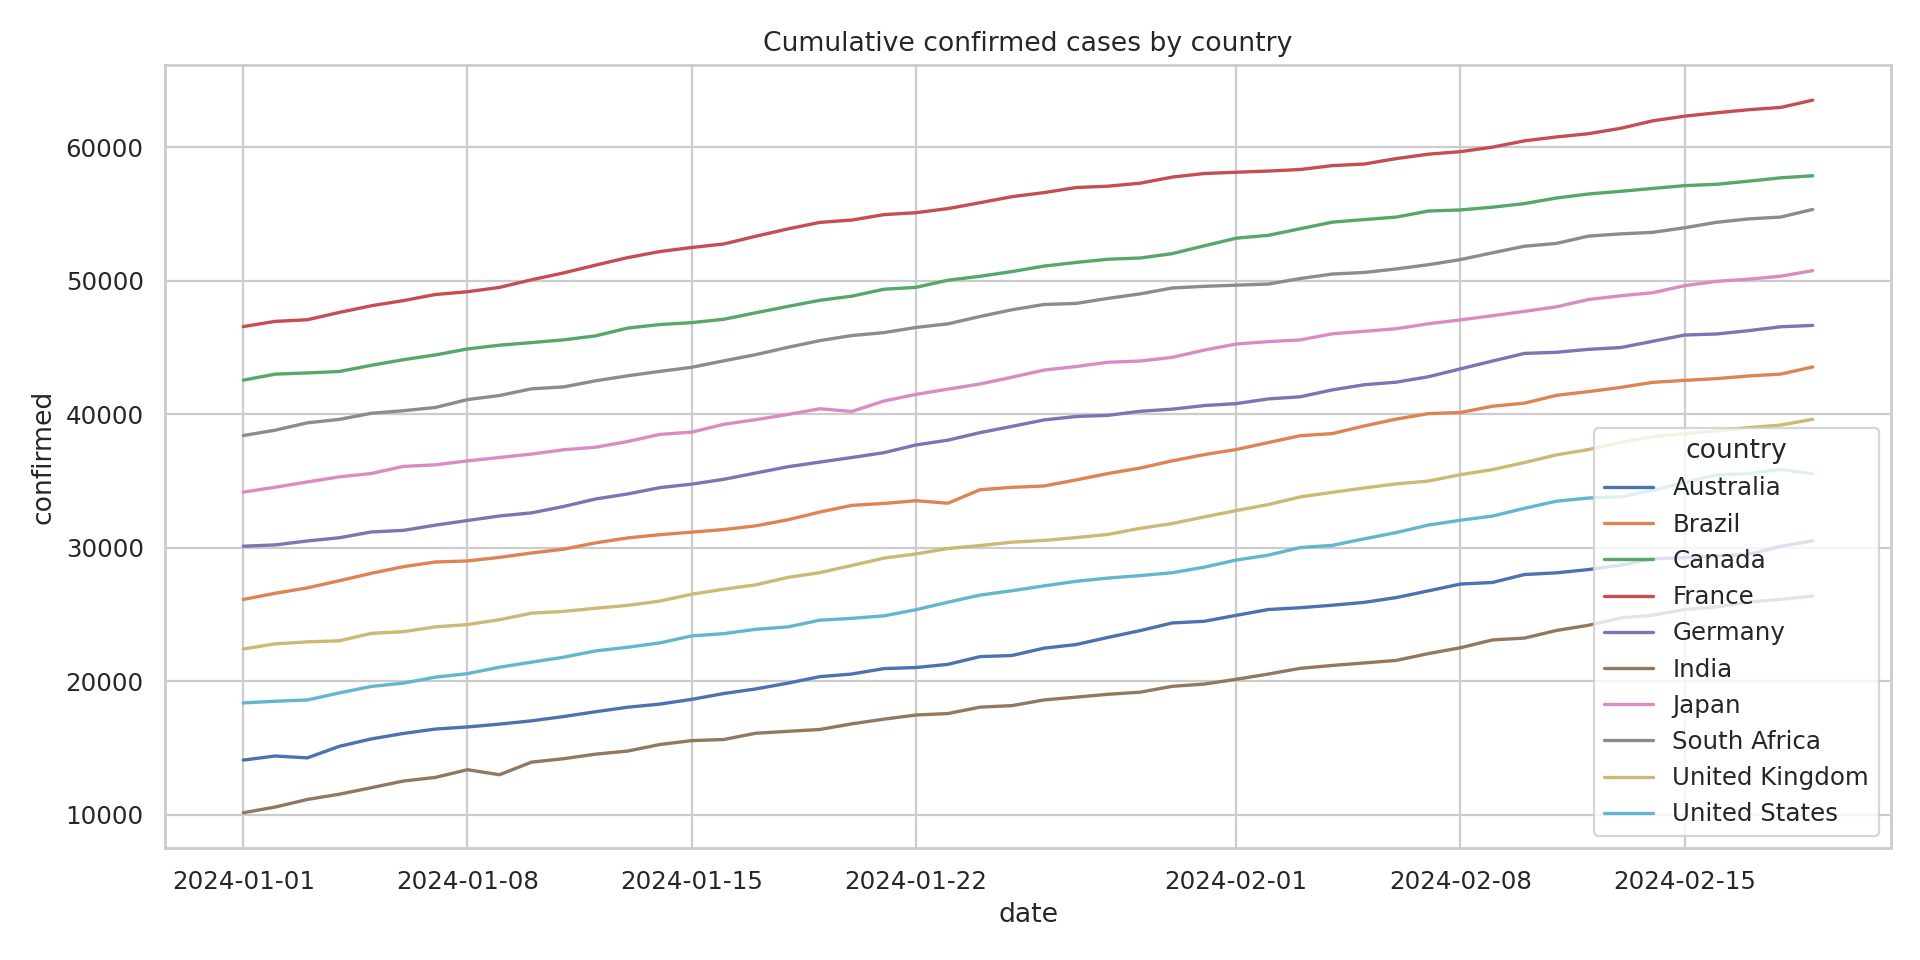 Cumulative confirmed cases by country
60000
50000
40000
30000
20000
10000
confirmed
2024-01-01
2024-01-08
2024-01-15
2024-01-22
2024-02-01
2024-02-08
2024-02-15
date
country
Australia
Brazil
Canada
France
Germany
India
Japan
South Africa
United Kingdom
United States